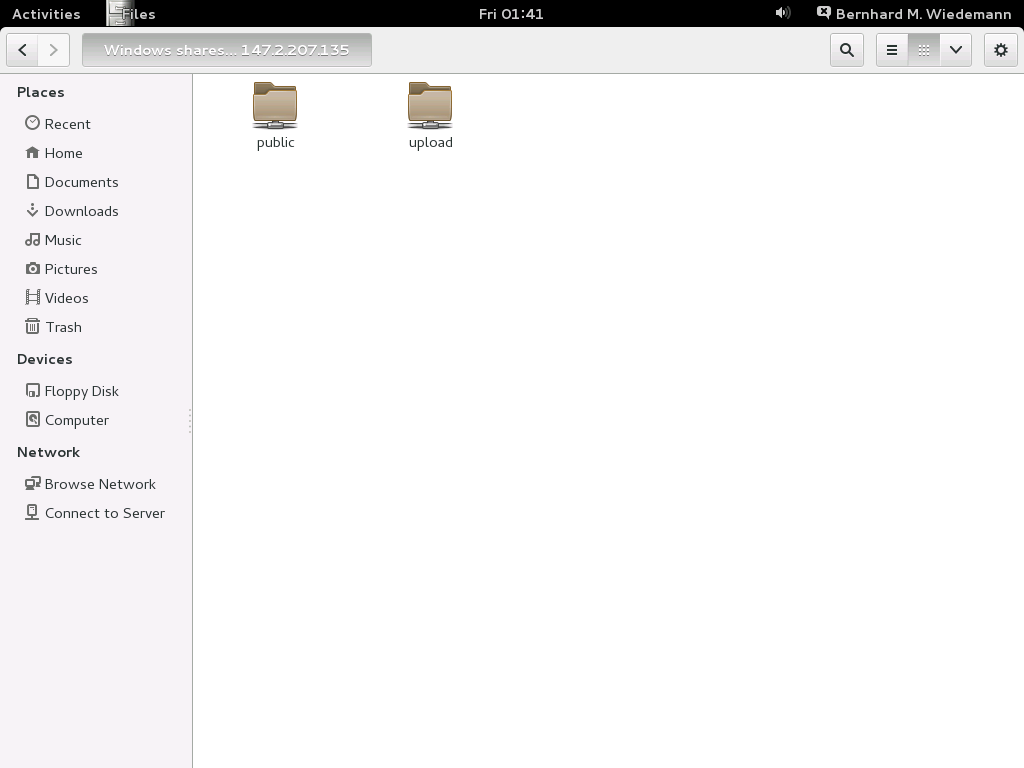 Activities Files Fri 01:41 Bernhard M. Wiedemann
Windows shares... 147.2.207.135
Places
Recent
Home
Documents
Downloads
Music
Pictures
Videos
Trash
Devices
Floppy Disk
Computer
Network
Browse Network
Connect to Server
public upload